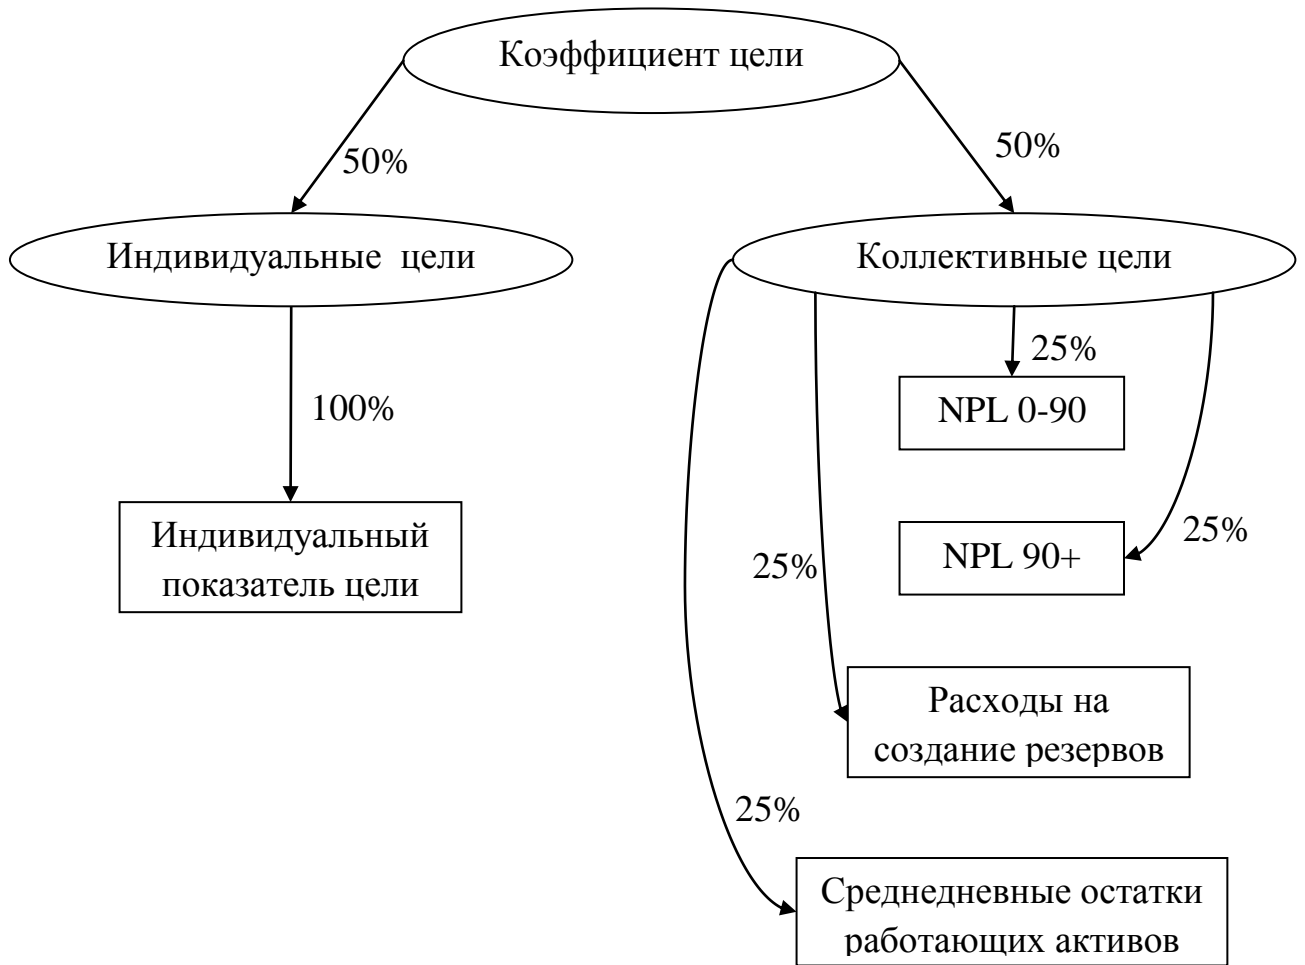 Коэффициент цели
50%
50%
Индивидуальные цели
Коллективные цели
100%
25%
NPL 0-90
Индивидуальный
показатель цели
25%
NPL 90+
25%
Расходы на
создание резервов
25%
Среднедневные остатки
работающих активов